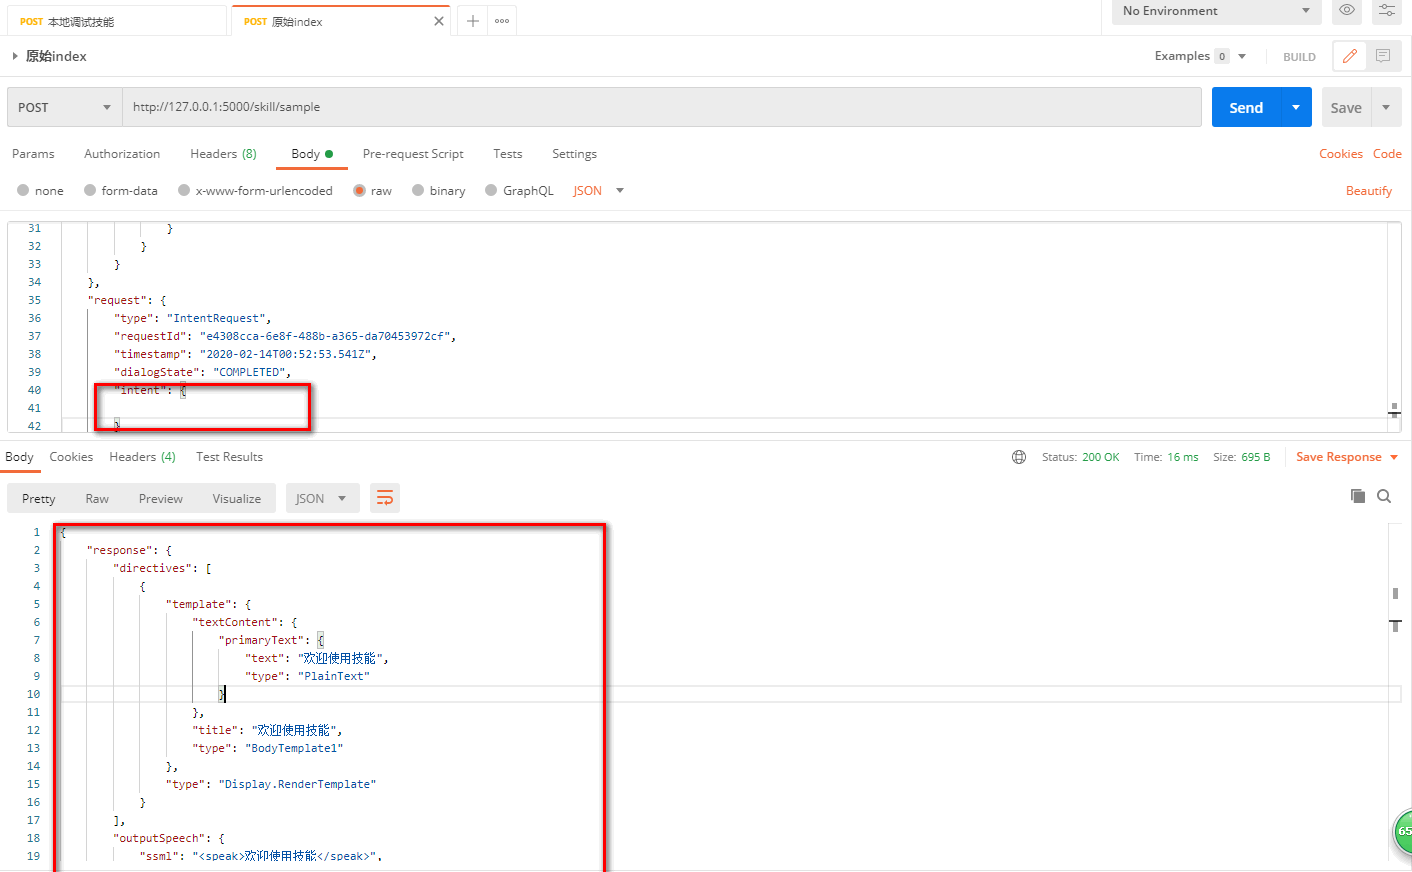 POST 本地调试技能
POST 原始index
No Environment
原始index
Examples 0
BUILD
POST
http://127.0.0.1:5000/skill/sample
Send
Save
Params
Authorization
Headers (8)
Body
Pre-request Script
Tests
Settings
Cookies
Code
none
form-data
x-www-form-urlencoded
raw
binary
GraphQL
JSON
Beautify
31 }
32 }
33 }
34 },
35 "request": {
36 "type": "IntentRequest",
37 "requestId": "e4308cca-6e8f-488b-a365-da70453972cf",
38 "timestamp": "2020-02-14T00:52:53.541Z",
39 "dialogState": "COMPLETED",
40 "intent": {
41
42 }
Body
Cookies
Headers (4)
Test Results
Status: 200 OK
Time: 16 ms
Size: 695 B
Save Response
Pretty
Raw
Preview
Visualize
JSON
1 {
2 "response": {
3 "directives": [
4 {
5 "template": {
6 "textContent": {
7 "primaryText": {
8 "text": "欢迎使用技能",
9 "type": "PlainText"
10 }
11 },
12 "title": "欢迎使用技能",
13 "type": "BodyTemplate1"
14 },
15 "type": "Display.RenderTemplate"
16 }
17 ],
18 "outputSpeech": {
19 "ssml": "<speak>欢迎使用技能</speak>",
65